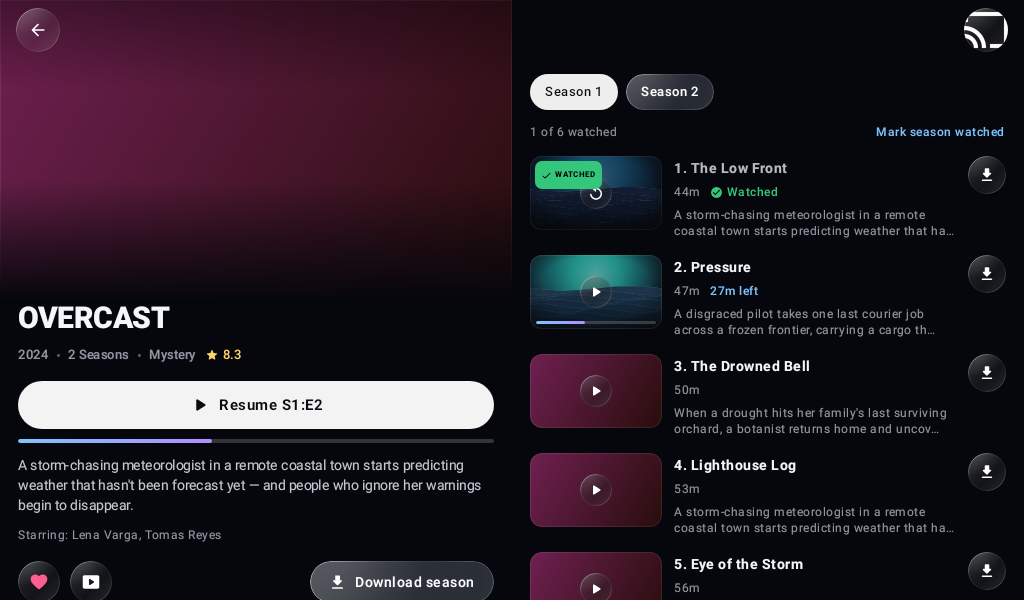 OVERCAST
2024 • 2 Seasons • Mystery 8.3
Resume S1:E2
A storm-chasing meteorologist in a remote coastal town starts predicting
weather that hasn't been forecast yet — and people who ignore her warnings
begin to disappear.
Starring: Lena Varga, Tomas Reyes
Download season
Season 1
Season 2
1 of 6 watched
Mark season watched
WATCHED
1. The Low Front
44m Watched
A storm-chasing meteorologist in a remote
coastal town starts predicting weather that ha…
2. Pressure
47m 27m left
A disgraced pilot takes one last courier job
across a frozen frontier, carrying a cargo th…
3. The Drowned Bell
50m
When a drought hits her family's last surviving
orchard, a botanist returns home and uncov…
4. Lighthouse Log
53m
A storm-chasing meteorologist in a remote
coastal town starts predicting weather that ha…
5. Eye of the Storm
56m